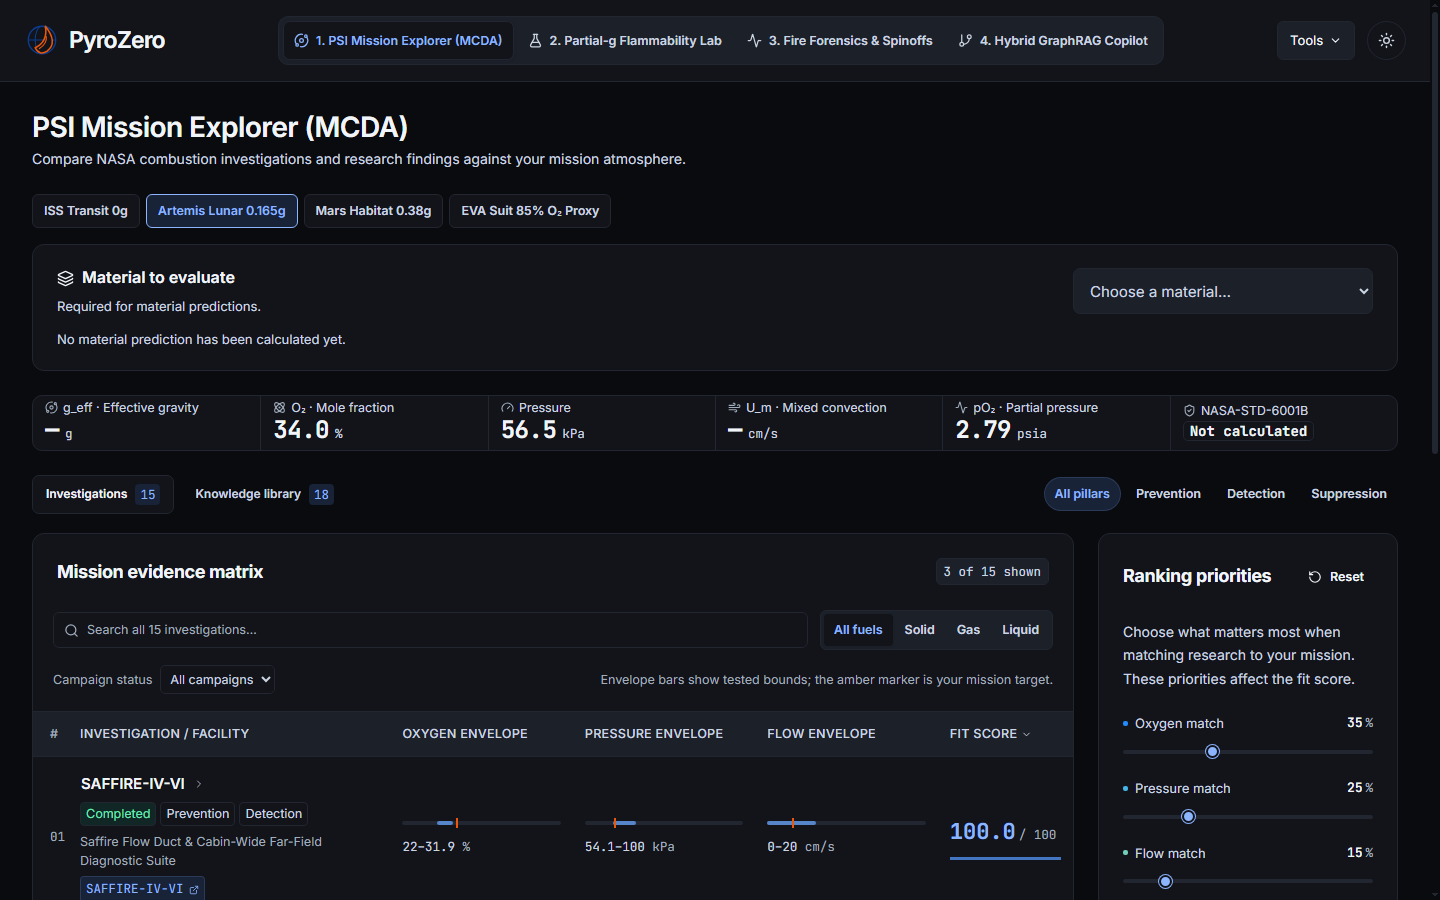 PyroZero
1. PSI Mission Explorer (MCDA)
2. Partial-g Flammability Lab
3. Fire Forensics & Spinoffs
4. Hybrid GraphRAG Copilot
Tools
PSI Mission Explorer (MCDA)
Compare NASA combustion investigations and research findings against your mission atmosphere.
ISS Transit 0g
Artemis Lunar 0.165g
Mars Habitat 0.38g
EVA Suit 85% O₂ Proxy
Material to evaluate
Required for material predictions.
No material prediction has been calculated yet.
Choose a material...
g_eff · Effective gravity
— g
O₂ · Mole fraction
34.0 %
Pressure
56.5 kPa
U_m · Mixed convection
— cm/s
pO₂ · Partial pressure
2.79 psia
NASA-STD-6001B
Not calculated
Investigations 15
Knowledge library 18
All pillars
Prevention
Detection
Suppression
Mission evidence matrix
3 of 15 shown
Search all 15 investigations...
All fuels
Solid
Gas
Liquid
Campaign status
All campaigns
Envelope bars show tested bounds; the amber marker is your mission target.
# INVESTIGATION / FACILITY OXYGEN ENVELOPE PRESSURE ENVELOPE FLOW ENVELOPE FIT SCORE
01
SAFFIRE-IV-VI
Completed Prevention Detection
Saffire Flow Duct & Cabin-Wide Far-Field
Diagnostic Suite
SAFFIRE-IV-VI
22–31.9 %
54.1–100 kPa
0–20 cm/s
100.0 / 100
Ranking priorities
Reset
Choose what matters most when
matching research to your mission.
These priorities affect the fit score.
Oxygen match 35 %
Pressure match 25 %
Flow match 15 %